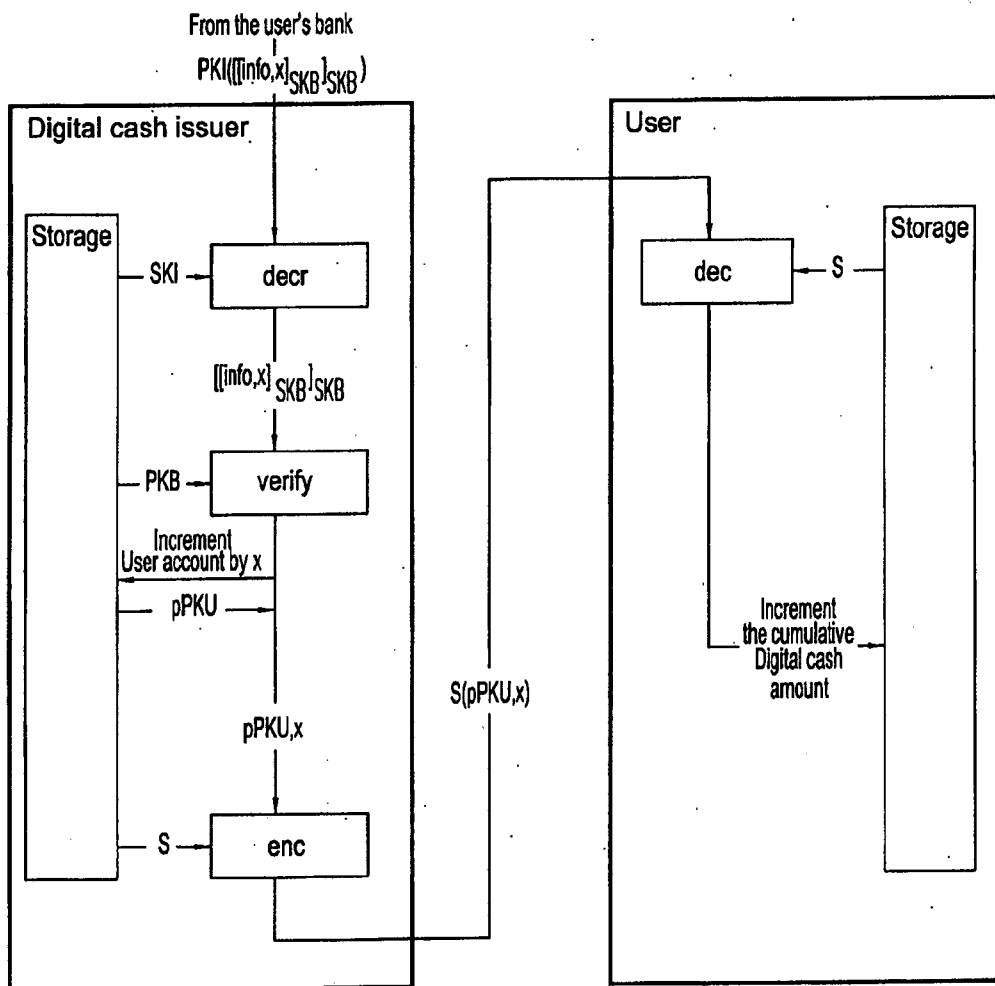 From the user's bank
PKI([[info,x]SKB]SKB)
Digital cash issuer
Storage
SKI
decr
[[info,x]SKB]SKB
PKB
verify
Increment
User account by x
pPKU
pPKU,x
S
enc
S(pPKU,x)
User
Storage
dec
S
Increment
the cumulative
Digital cash
amount